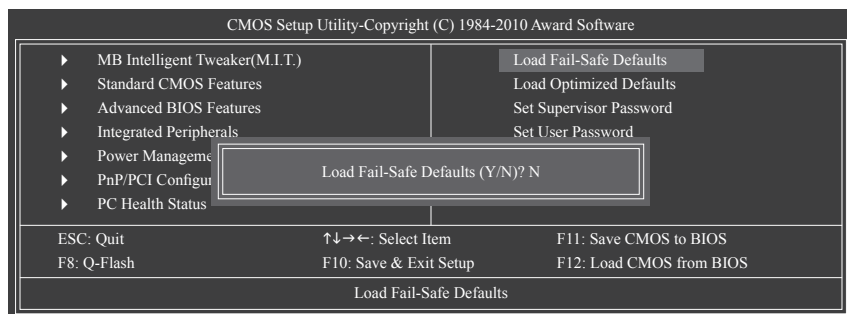 CMOS Setup Utility-Copyright (C) 1984-2010 Award Software
MB Intelligent Tweaker(M.I.T.)
Standard CMOS Features
Advanced BIOS Features
Integrated Peripherals
Power
PnP/PCI
PC Health Status
Load Fail-Safe Defaults
Load Optimized Defaults
Set Supervisor Password
Set User Password
Load Fail-Safe Defaults (Y/N)? N
ESC: Quit ↑↓→←: Select Item F11: Save CMOS to BIOS
F8: Q-Flash F10: Save & Exit Setup F12: Load CMOS from BIOS
Load Fail-Safe Defaults